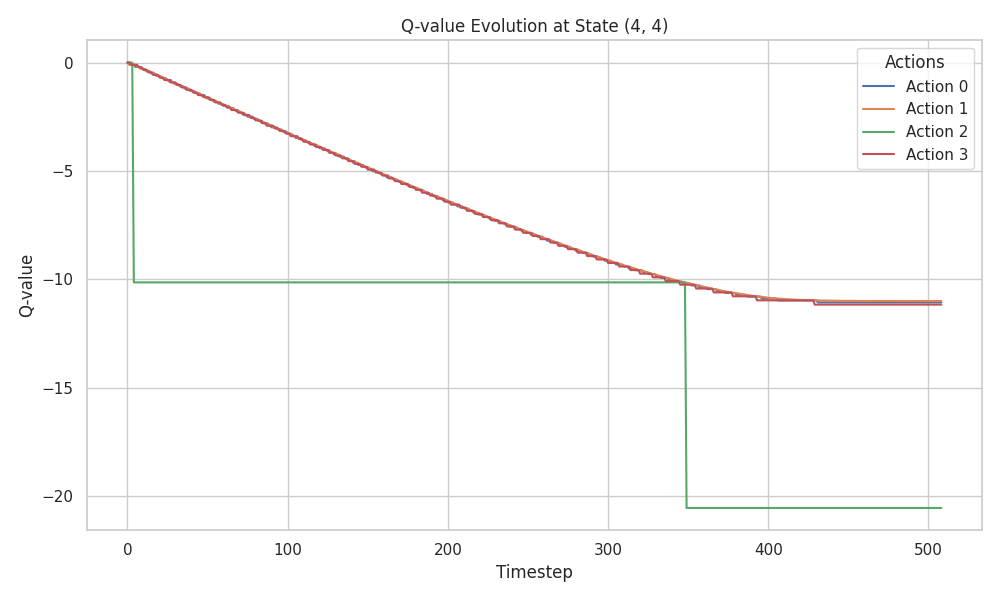 Q-value Evolution at State (4, 4)
Actions
Action 0
Action 1
Action 2
Action 3
Q-value
0
−5
−10
−15
−20
0 100 200 300 400 500
Timestep